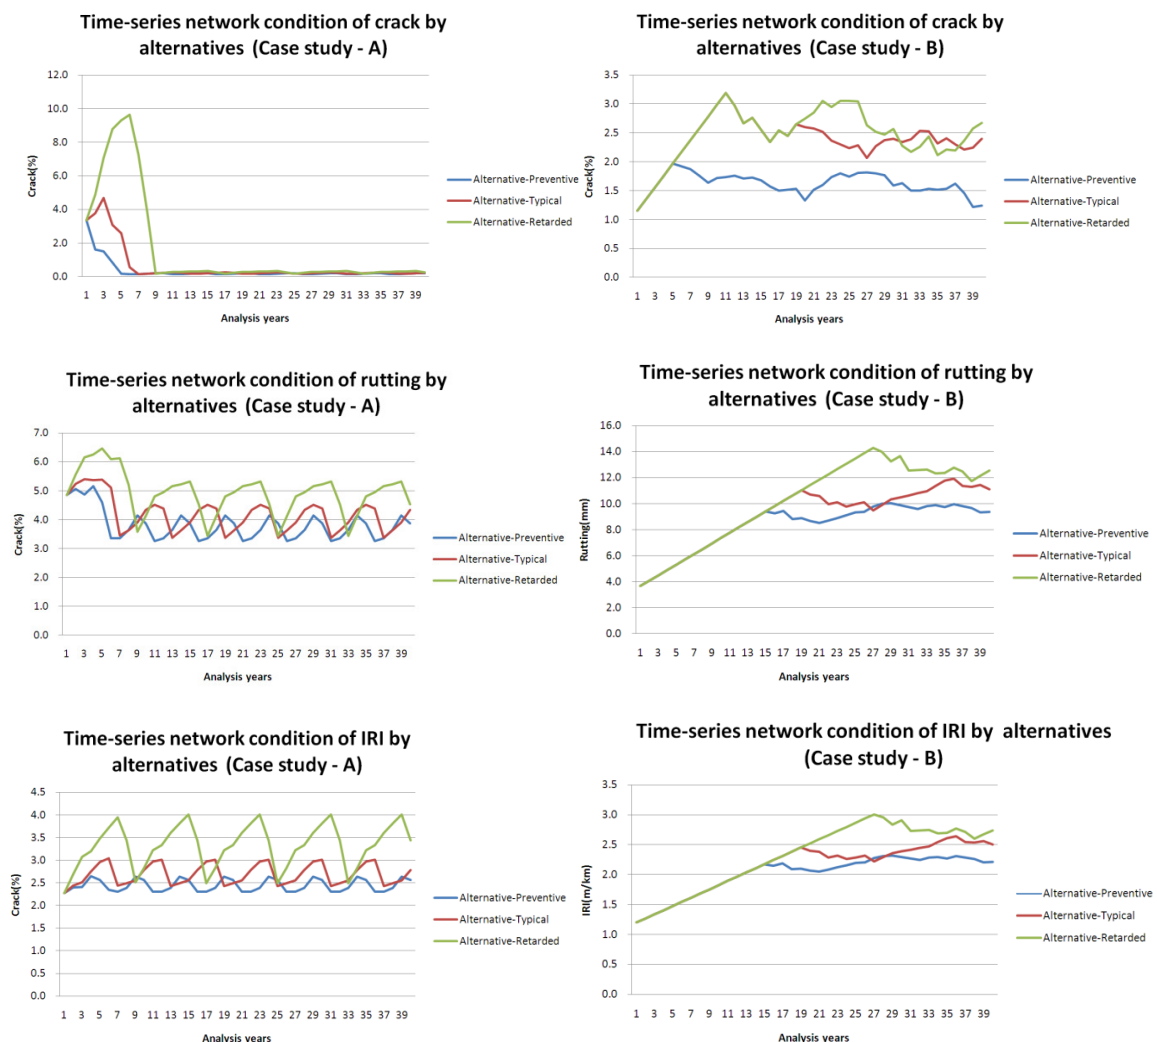 Time-series network condition of crack by
alternatives (Case study - A)
12.0
10.0
8.0
6.0
4.0
2.0
0.0
Crack(%)
1 3 5 7 9 11 13 15 17 19 21 23 25 27 29 31 33 35 37 39
Analysis years
Alternative-Preventive
Alternative-Typical
Alternative-Retarded
Time-series network condition of crack by
alternatives (Case study - B)
3.5
3.0
2.5
2.0
1.5
1.0
0.5
0.0
Crack(%)
1 3 5 7 9 11 13 15 17 19 21 23 25 27 29 31 33 35 37 39
Analysis years
Alternative-Preventive
Alternative-Typical
Alternative-Retarded
Time-series network condition of rutting by
alternatives (Case study - A)
7.0
6.0
5.0
4.0
3.0
2.0
1.0
0.0
Crack(%)
1 3 5 7 9 11 13 15 17 19 21 23 25 27 29 31 33 35 37 39
Analysis years
Alternative-Preventive
Alternative-Typical
Alternative-Retarded
Time-series network condition of rutting by
alternatives (Case study - B)
16.0
14.0
12.0
10.0
8.0
6.0
4.0
2.0
0.0
Rutting(mm)
1 3 5 7 9 11 13 15 17 19 21 23 25 27 29 31 33 35 37 39
Analysis years
Alternative-Preventive
Alternative-Typical
Alternative-Retarded
Time-series network condition of IRI by
alternatives (Case study - A)
4.5
4.0
3.5
3.0
2.5
2.0
1.5
1.0
0.5
0.0
Crack(%)
1 3 5 7 9 11 13 15 17 19 21 23 25 27 29 31 33 35 37 39
Analysis years
Alternative-Preventive
Alternative-Typical
Alternative-Retarded
Time-series network condition of IRI by alternatives
(Case study - B)
3.5
3.0
2.5
2.0
1.5
1.0
0.5
0.0
IRI(m/km)
1 3 5 7 9 11 13 15 17 19 21 23 25 27 29 31 33 35 37 39
Analysis years
Alternative-Preventive
Alternative-Typical
Alternative-Retarded